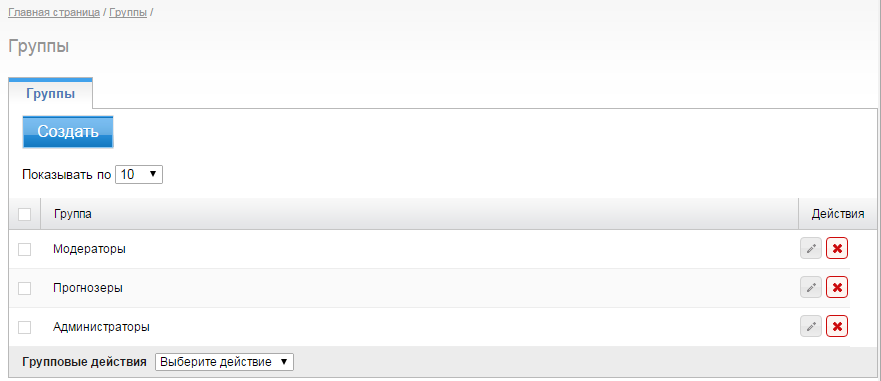 Главная страница / Группы /
Группы
Группы
Создать
Показывать по 10
Группа Действия
Модераторы
Прогнозеры
Администраторы
Групповые действия Выберите действие